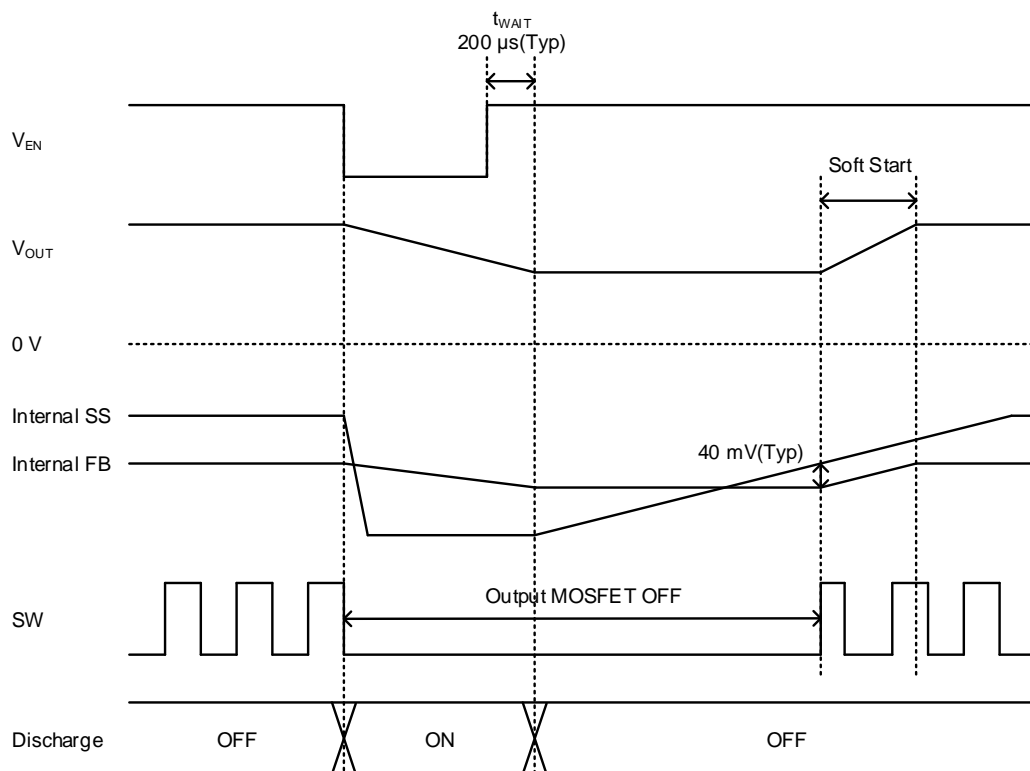 tWAIT
200 µs(Typ)
VEN
Soft Start
VOUT
0 V
Internal SS
Internal FB
40 mV(Typ)
Output MOSFET OFF
SW
Discharge
OFF
ON
OFF